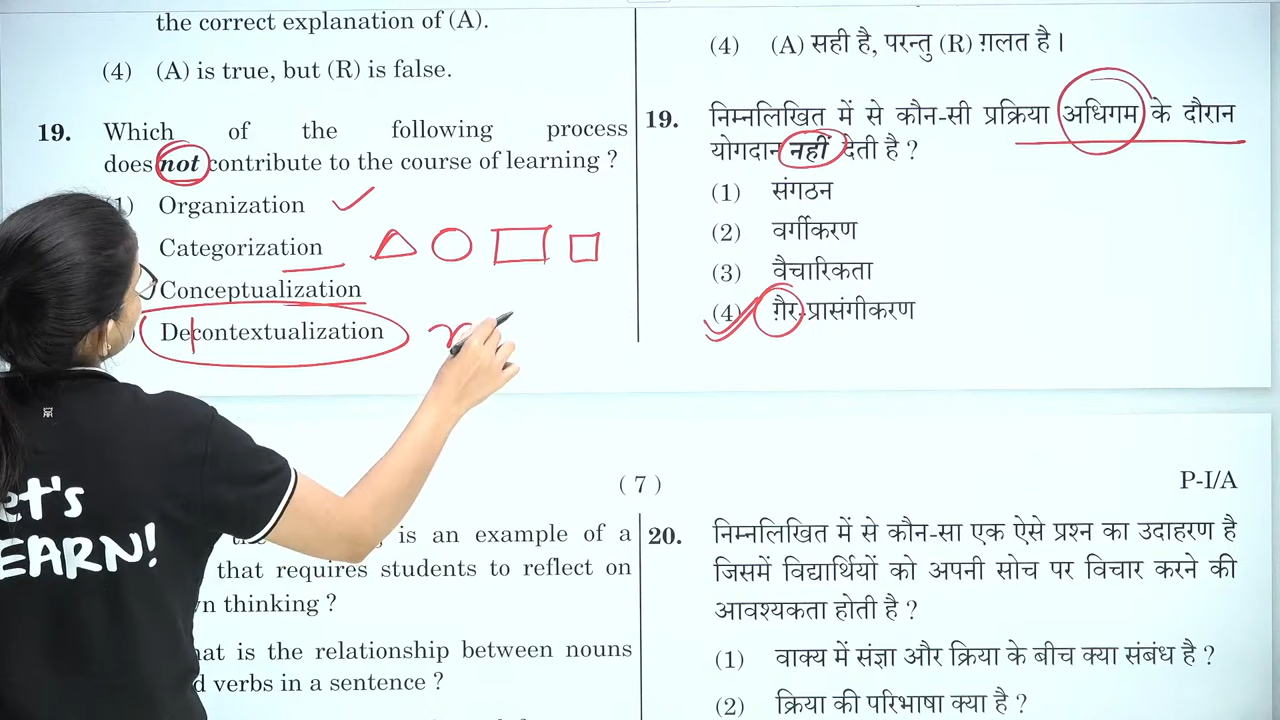 the correct explanation of (A).
(4) (A) is true, but (R) is false.
19. Which of the following process
does not contribute to the course of learning ?
1) Organization
Categorization
Conceptualization
Decontextualization
(4) (A) सही है, परन्तु (R) ग़लत है।
19. निम्नलिखित में से कौन-सी प्रक्रिया अधिगम के दौरान
योगदान नहीं देती है ?
(1) संगठन
(2) वर्गीकरण
(3) वैचारिकता
(4) ग़ैर-प्रासंगीकरण
( 7 )
P-I/A
is an example of a
that requires students to reflect on
thinking ?
is the relationship between nouns
verbs in a sentence ?
20. निम्नलिखित में से कौन-सा एक ऐसे प्रश्न का उदाहरण है
जिसमें विद्यार्थियों को अपनी सोच पर विचार करने की
आवश्यकता होती है ?
(1) वाक्य में संज्ञा और क्रिया के बीच क्या संबंध है ?
(2) क्रिया की परिभाषा क्या है ?
et's
EARN!